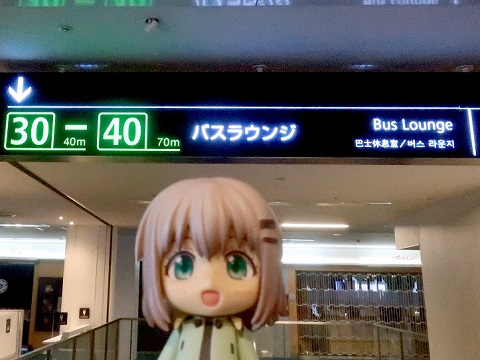 ↓
30 - 40 バスラウンジ Bus Lounge
40m 70m 巴士休息室/버스 라운지